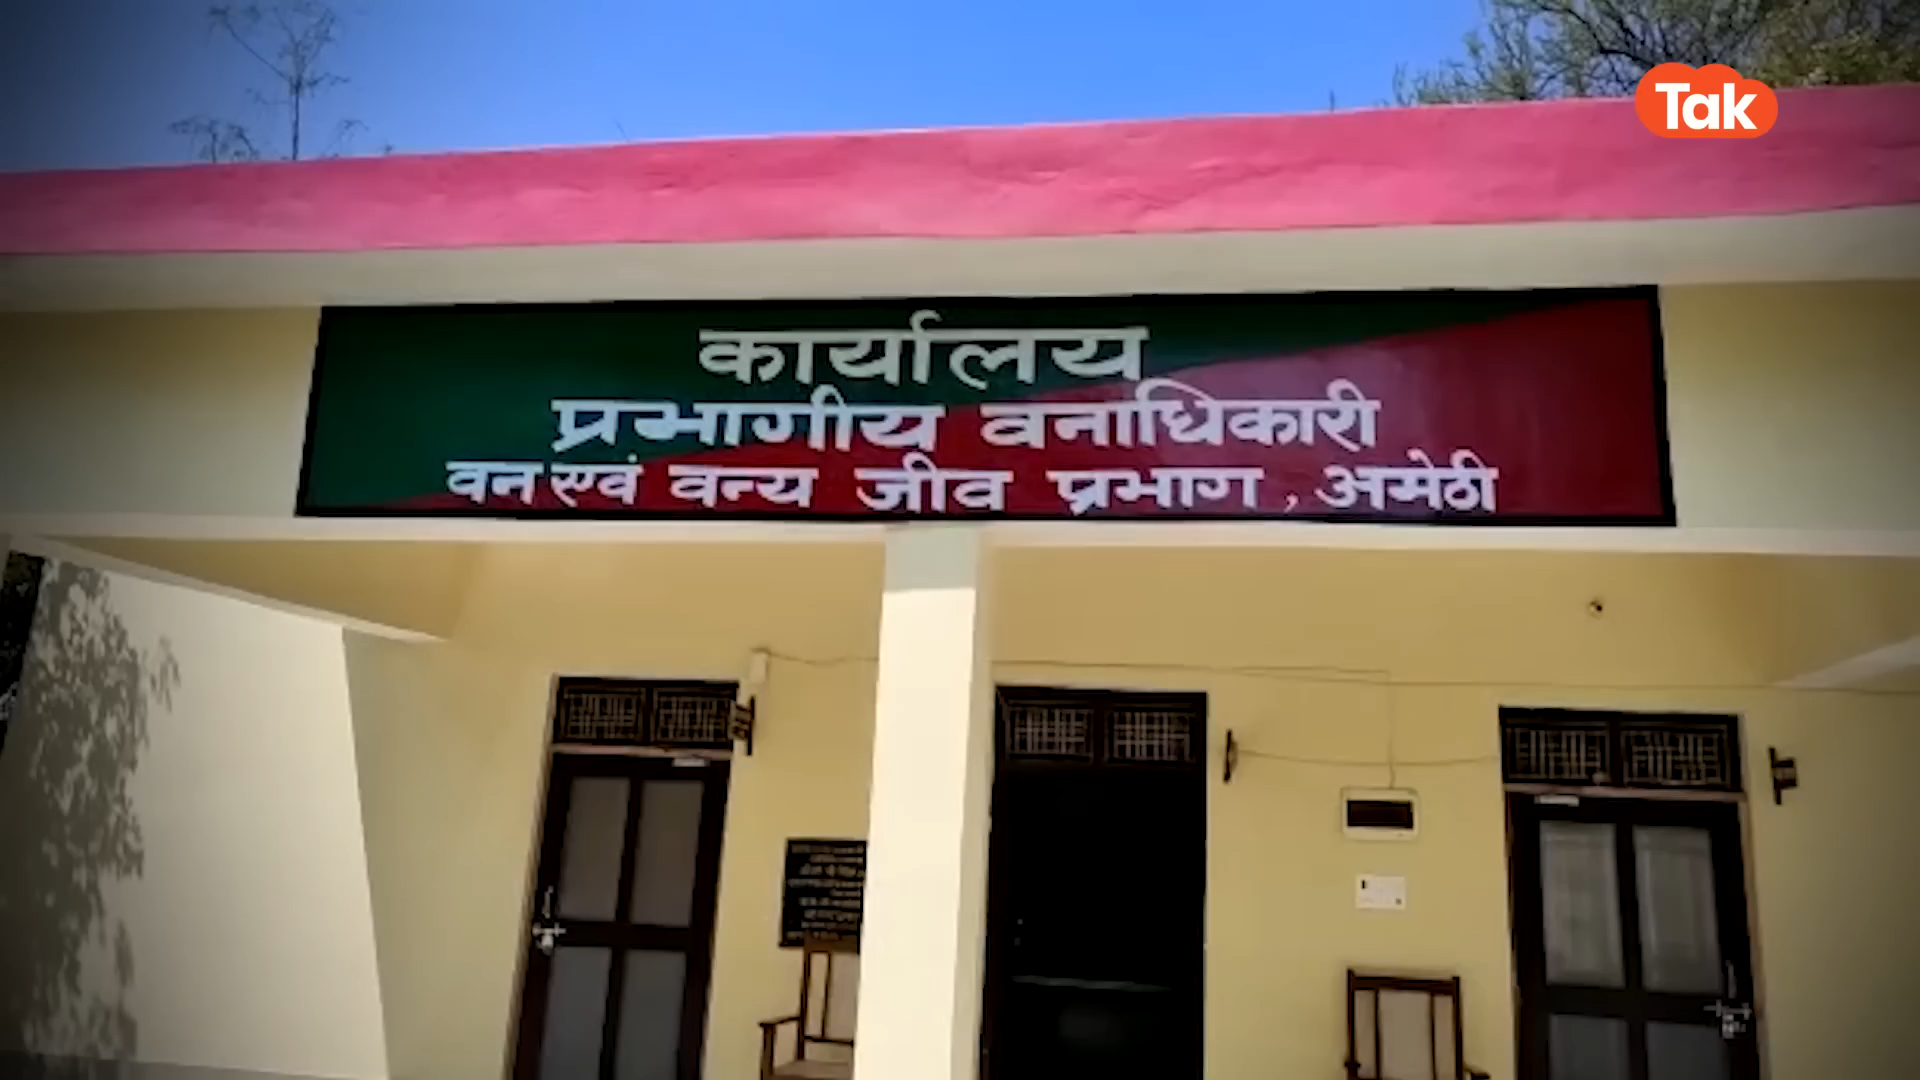 Tak
कार्यालय
प्रभागीय वनाधिकारी
वन एवं वन्य जीव प्रभाग, अमेठी